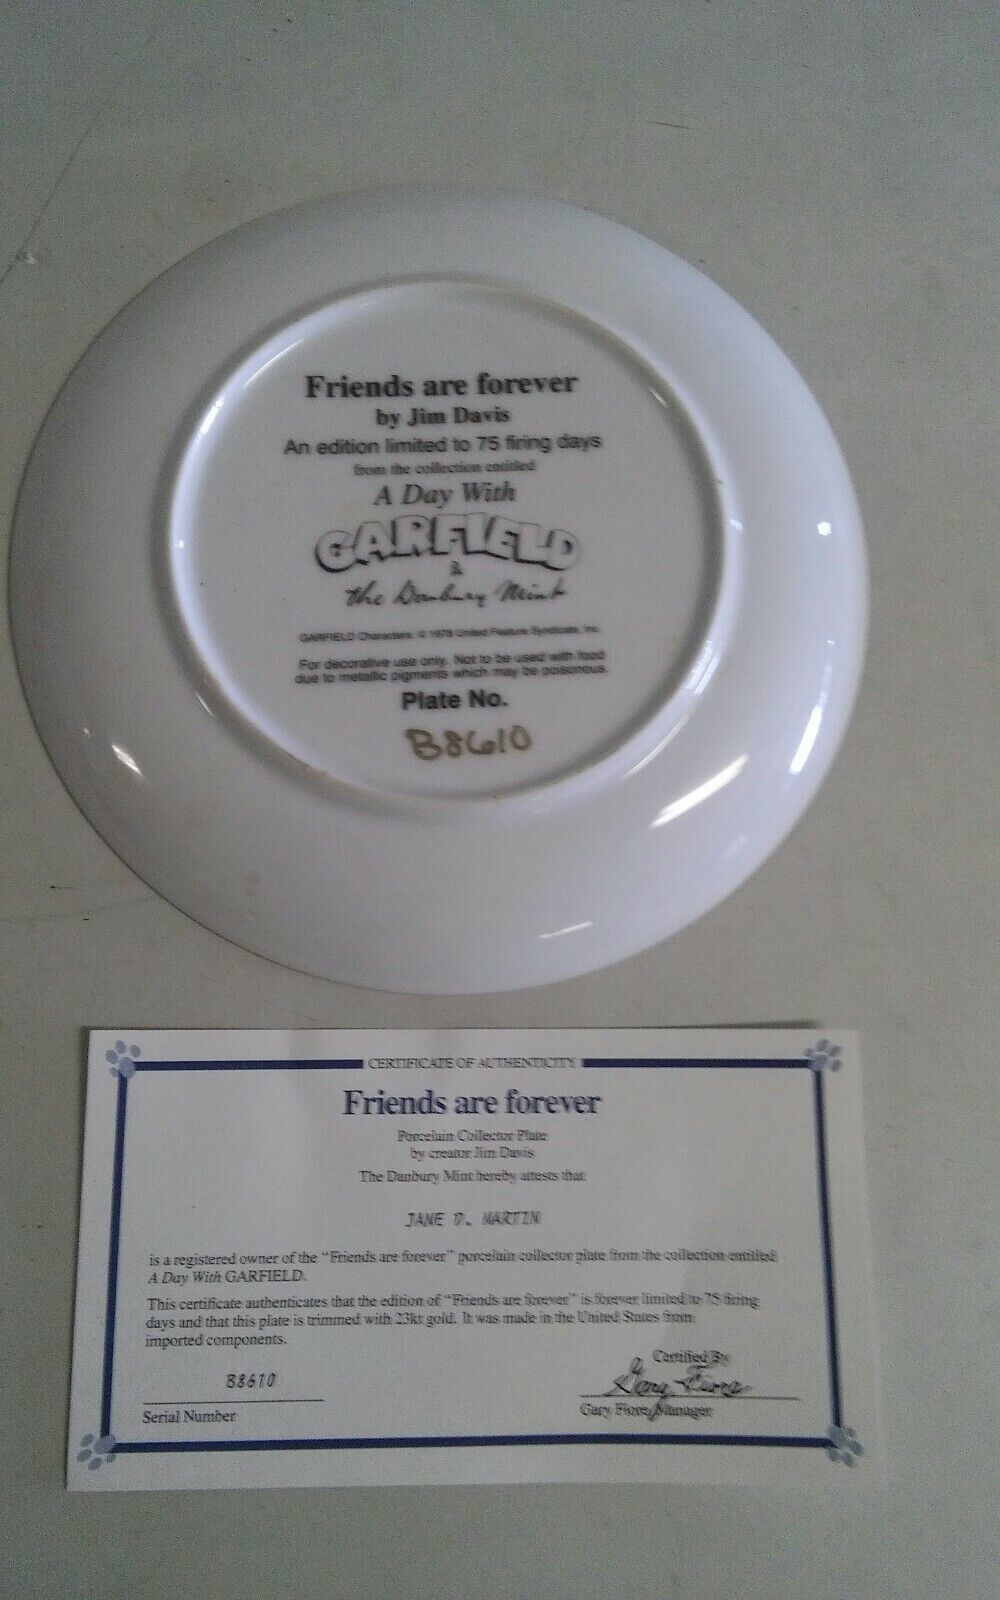 Friends are forever
by Jim Davis
An edition limited to 75 firing days
from the collection entitled
A Day With
GARFIELD
&
the Danbury Mint
GARFIELD Characters: © 1978 United Feature Syndicate, Inc.
For decorative use only. Not to be used with food
due to metallic pigments which may be poisonous.
Plate No.
B8610
CERTIFICATE OF AUTHENTICITY
Friends are forever
Porcelain Collector Plate
by creator Jim Davis
The Danbury Mint hereby attests that
JANE D. MARTIN
is a registered owner of the "Friends are forever" porcelain collector plate from the collection entitled
A Day With GARFIELD.
This certificate authenticates that the edition of "Friends are forever" is forever limited to 75 firing
days and that this plate is trimmed with 23kt gold. It was made in the United States from
imported components.
Certified By
Gary Fiore
B8610
Serial Number
Gary Fiore, Manager